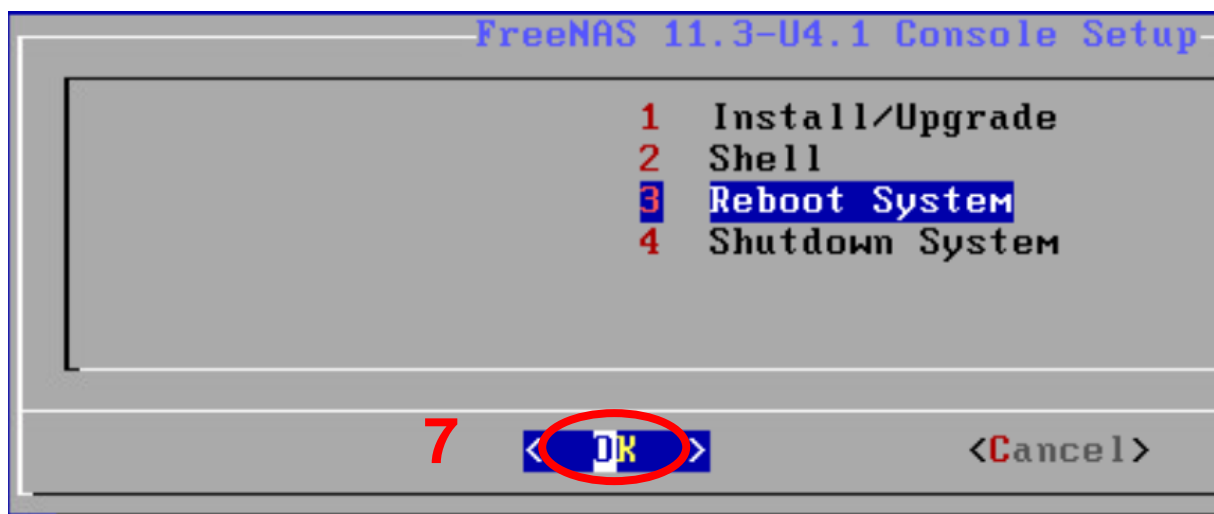 FreeNAS 11.3-U4.1 Console Setup
1 Install/Upgrade
2 Shell
3 Reboot System
4 Shutdown System
7 < OK > <Cancel>